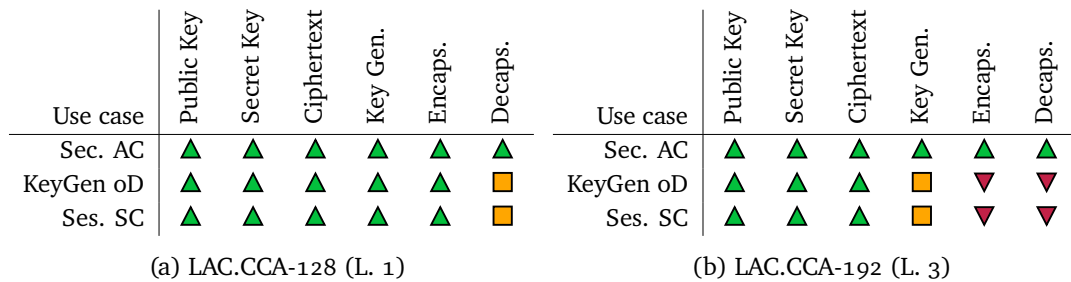 Use case Public Key Secret Key Ciphertext Key Gen. Encaps. Decaps.
Sec. AC
KeyGen oD
Ses. SC
(a) LAC.CCA-128 (L. 1)
Use case Public Key Secret Key Ciphertext Key Gen. Encaps. Decaps.
Sec. AC
KeyGen oD
Ses. SC
(b) LAC.CCA-192 (L. 3)